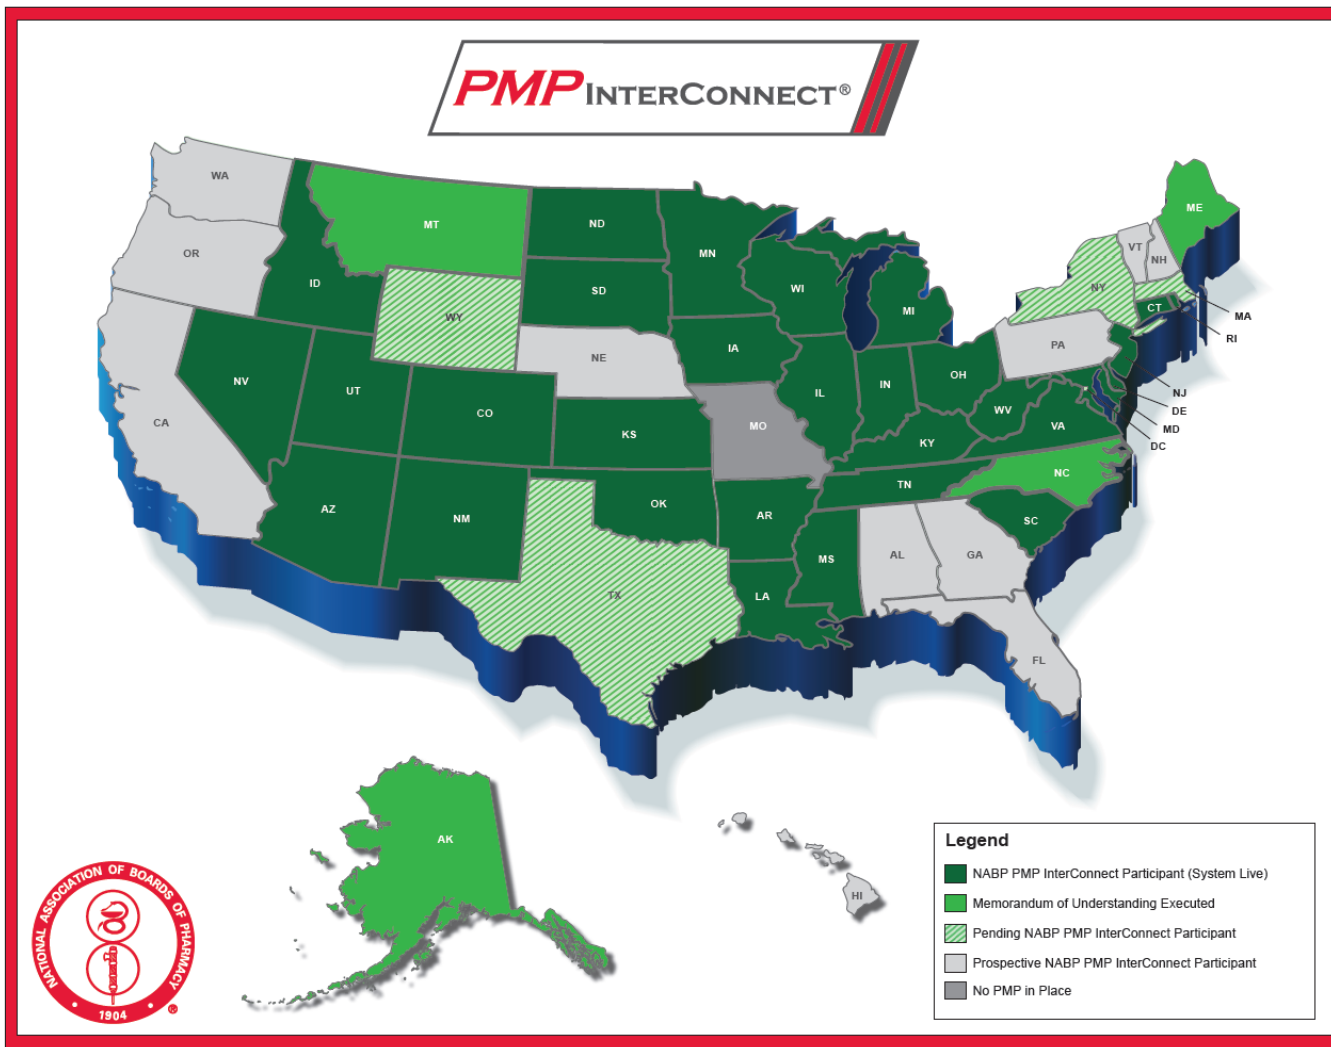 PMP INTERCONNECT®
WA
MT
ND
MN
ME
OR
ID
SD
WI
MI
VT
NH
NY
WY
MA
CT
RI
NE
IA
PA
NV
UT
CO
IL
IN
OH
NJ
DE
MD
DC
CA
KS
MO
WV
VA
KY
AZ
NM
OK
AR
TN
NC
SC
MS
AL
GA
TX
LA
FL
AK
HI
Legend
NABP PMP InterConnect Participant (System Live)
Memorandum of Understanding Executed
Pending NABP PMP InterConnect Participant
Prospective NABP PMP InterConnect Participant
No PMP in Place
NATIONAL ASSOCIATION OF BOARDS OF PHARMACY
1904
®